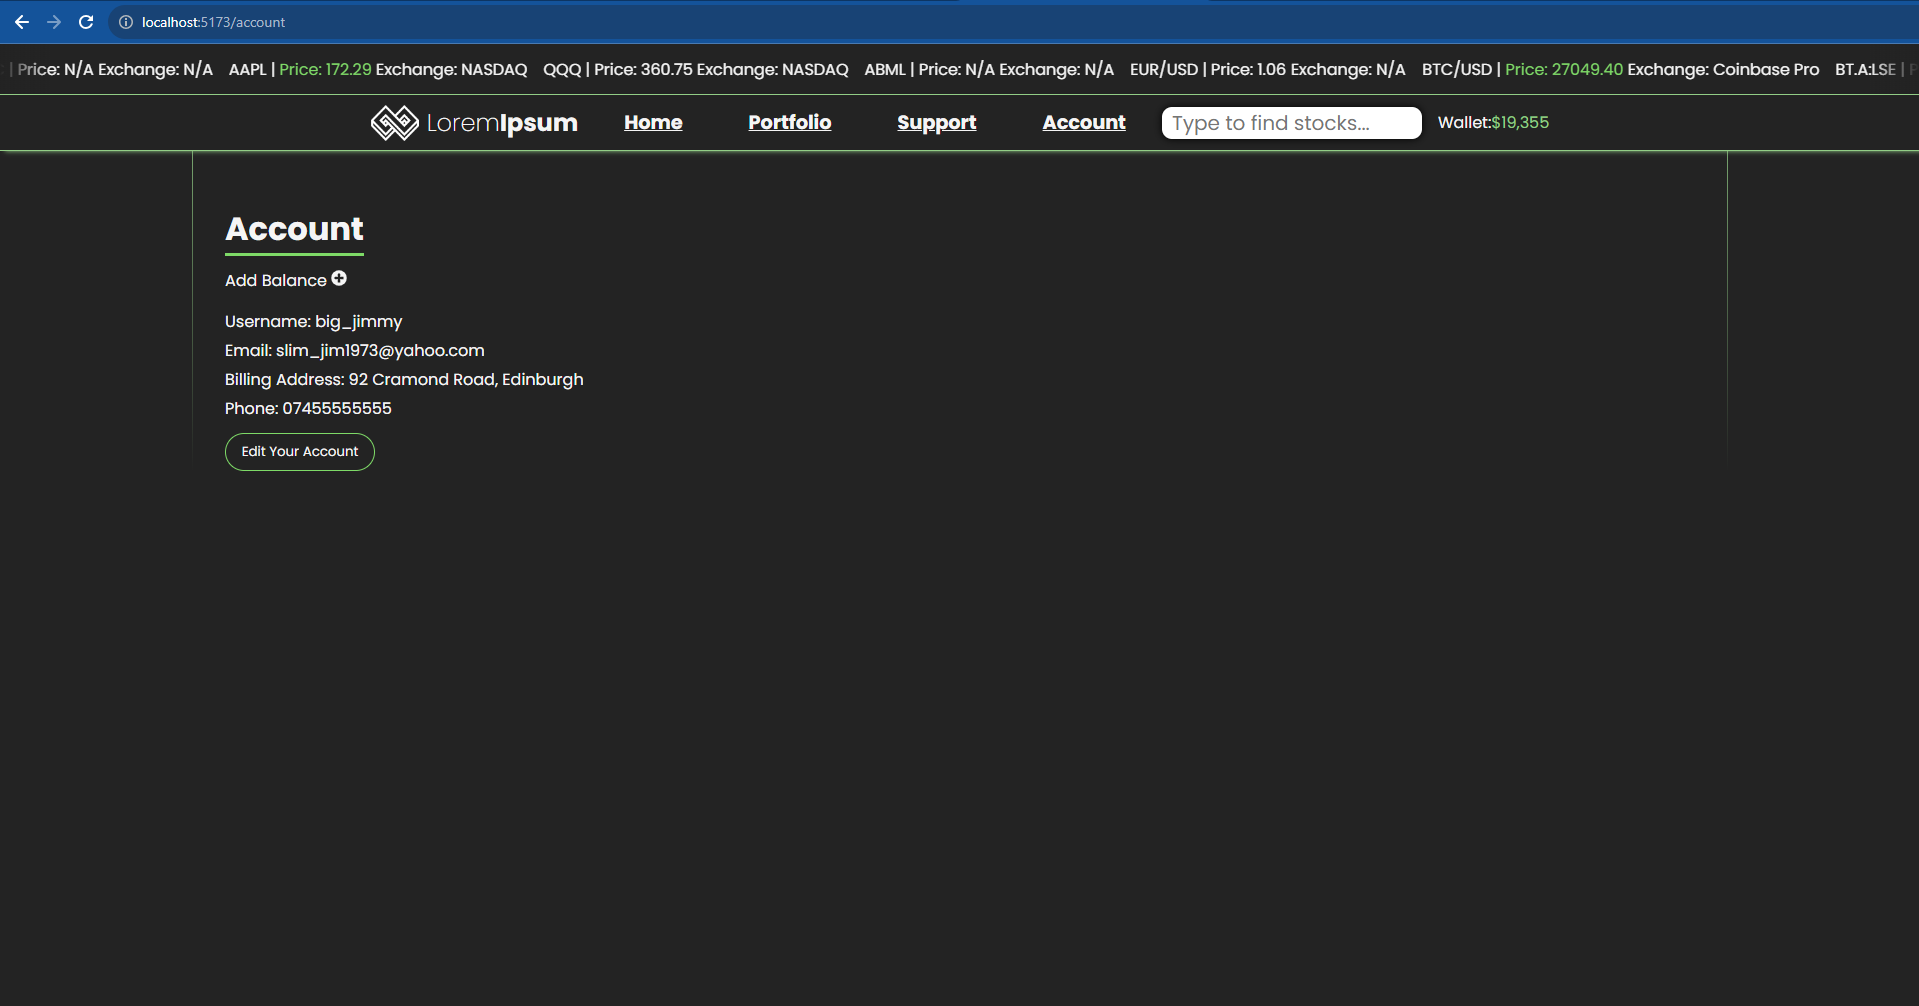 localhost:5173/account
| Price: N/A Exchange: N/A AAPL | Price: 172.29 Exchange: NASDAQ QQQ | Price: 360.75 Exchange: NASDAQ ABML | Price: N/A Exchange: N/A EUR/USD | Price: 1.06 Exchange: N/A BTC/USD | Price: 27049.40 Exchange: Coinbase Pro BT.A:LSE |
LoremIpsum Home Portfolio Support Account Type to find stocks... Wallet:$19,355
Account
Add Balance
Username: big_jimmy
Email: slim_jim1973@yahoo.com
Billing Address: 92 Cramond Road, Edinburgh
Phone: 07455555555
Edit Your Account